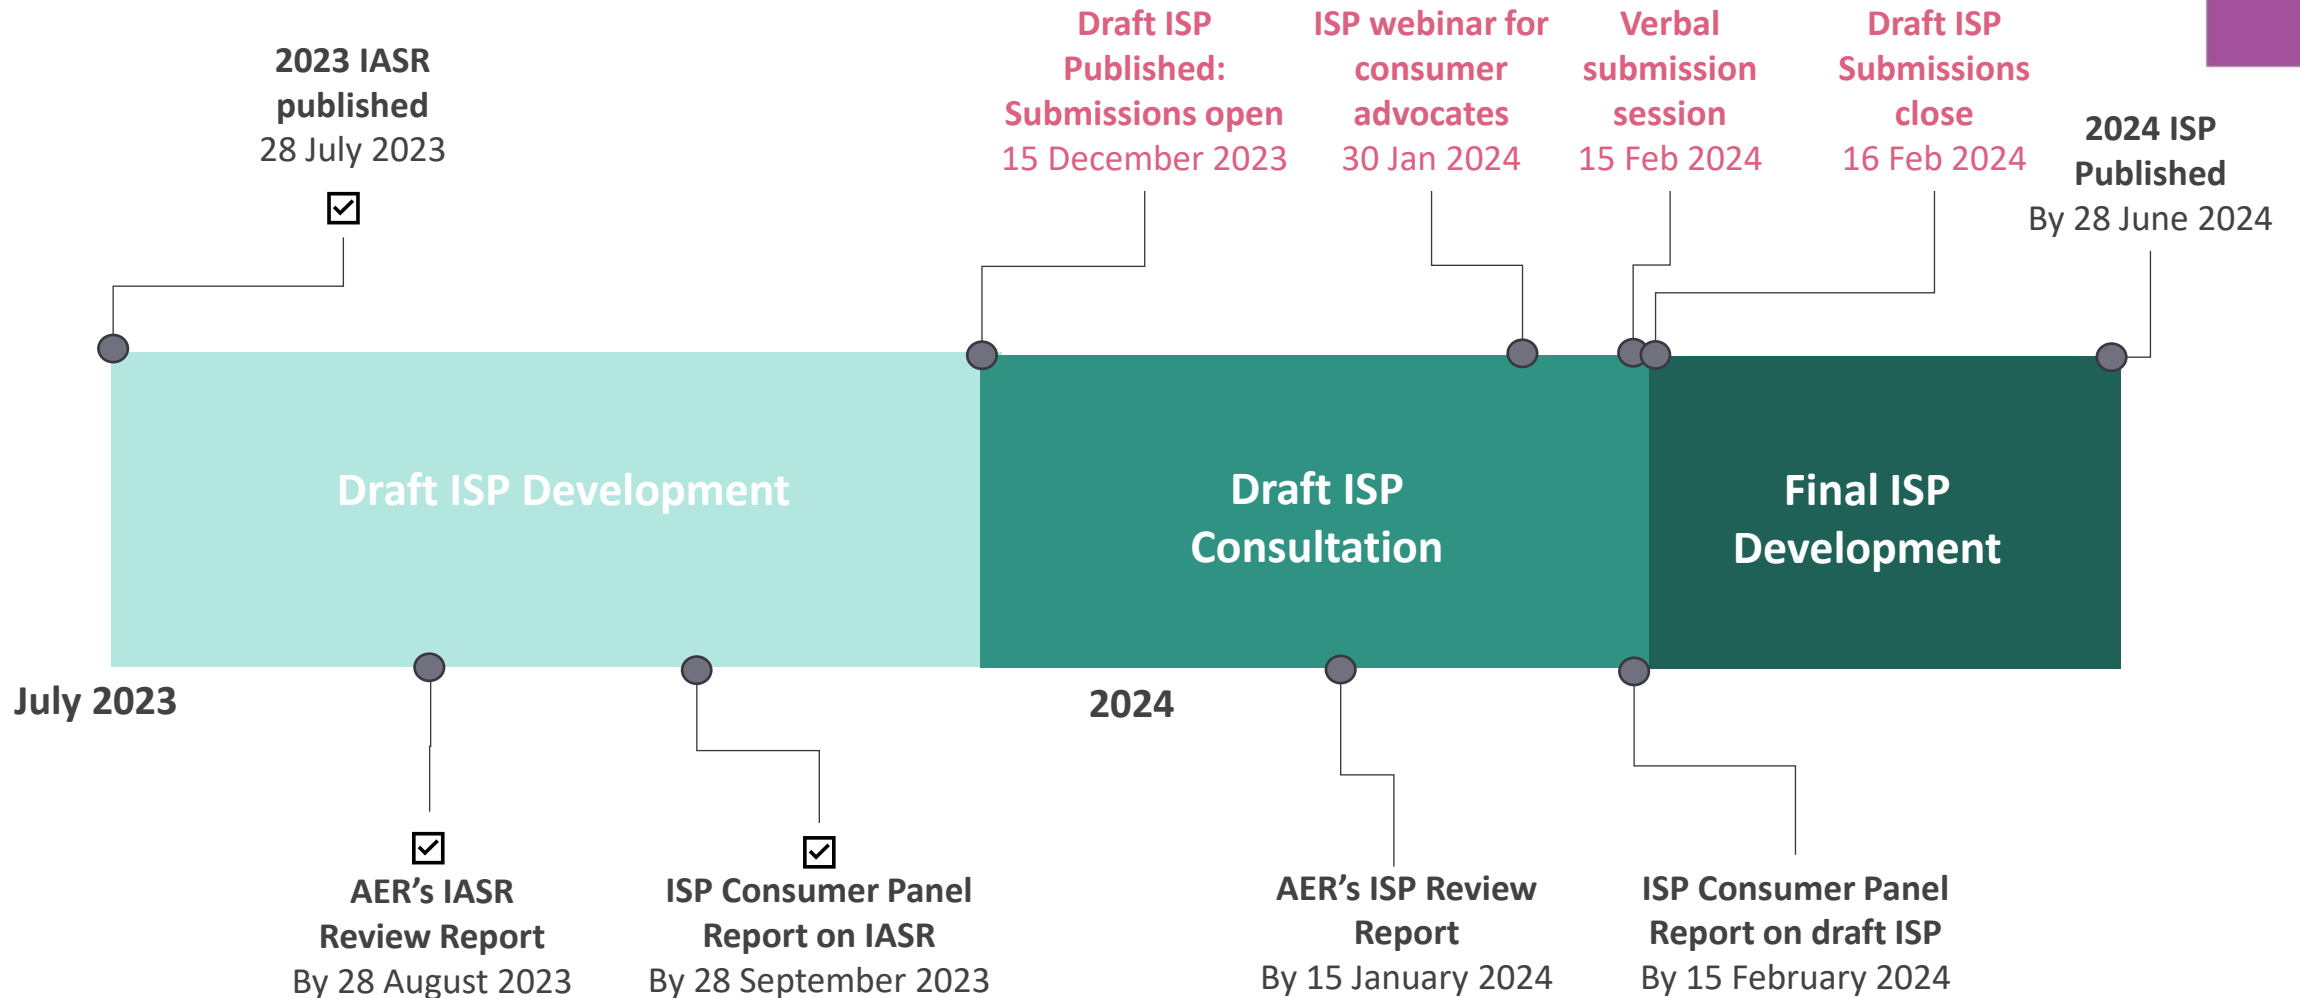 2023 IASR
published
28 July 2023
Draft ISP
Published:
Submissions open
15 December 2023
ISP webinar for
consumer
advocates
30 Jan 2024
Verbal
submission
session
15 Feb 2024
Draft ISP
Submissions
close
16 Feb 2024
2024 ISP
Published
By 28 June 2024
Draft ISP Development
Draft ISP
Consultation
Final ISP
Development
July 2023
2024
AER’s IASR
Review Report
By 28 August 2023
ISP Consumer Panel
Report on IASR
By 28 September 2023
AER’s ISP Review
Report
By 15 January 2024
ISP Consumer Panel
Report on draft ISP
By 15 February 2024